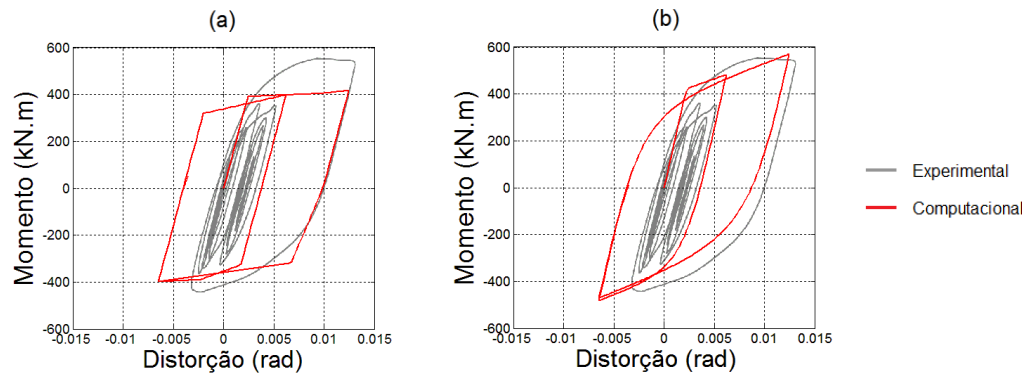 (a)
(b)
600
400
200
0
-200
-400
-600
-0.015 -0.01 -0.005 0 0.005 0.01 0.015
Momento (kN.m)
Distorção (rad)
600
400
200
0
-200
-400
-600
-0.015 -0.01 -0.005 0 0.005 0.01 0.015
Momento (kN.m)
Distorção (rad)
Experimental
Computacional